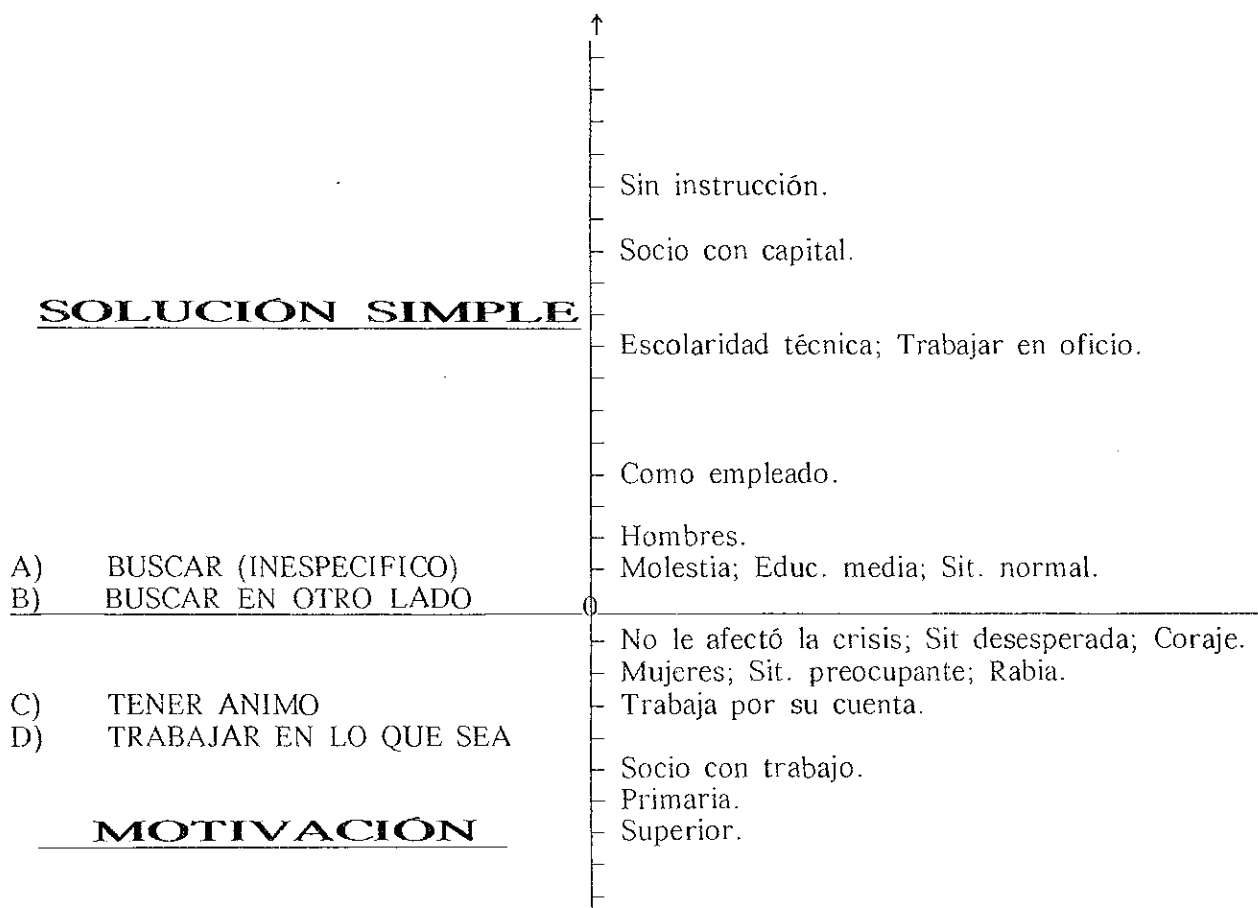 ↑
Sin instrucción.
Socio con capital.
SOLUCIÓN SIMPLE
Escolaridad técnica; Trabajar en oficio.
Como empleado.
Hombres.
A) BUSCAR (INESPECIFICO) Molestia; Educ. media; Sit. normal.
B) BUSCAR EN OTRO LADO 0
No le afectó la crisis; Sit desesperada; Coraje.
Mujeres; Sit. preocupante; Rabia.
C) TENER ANIMO Trabaja por su cuenta.
D) TRABAJAR EN LO QUE SEA
Socio con trabajo.
Primaria.
MOTIVACIÓN Superior.